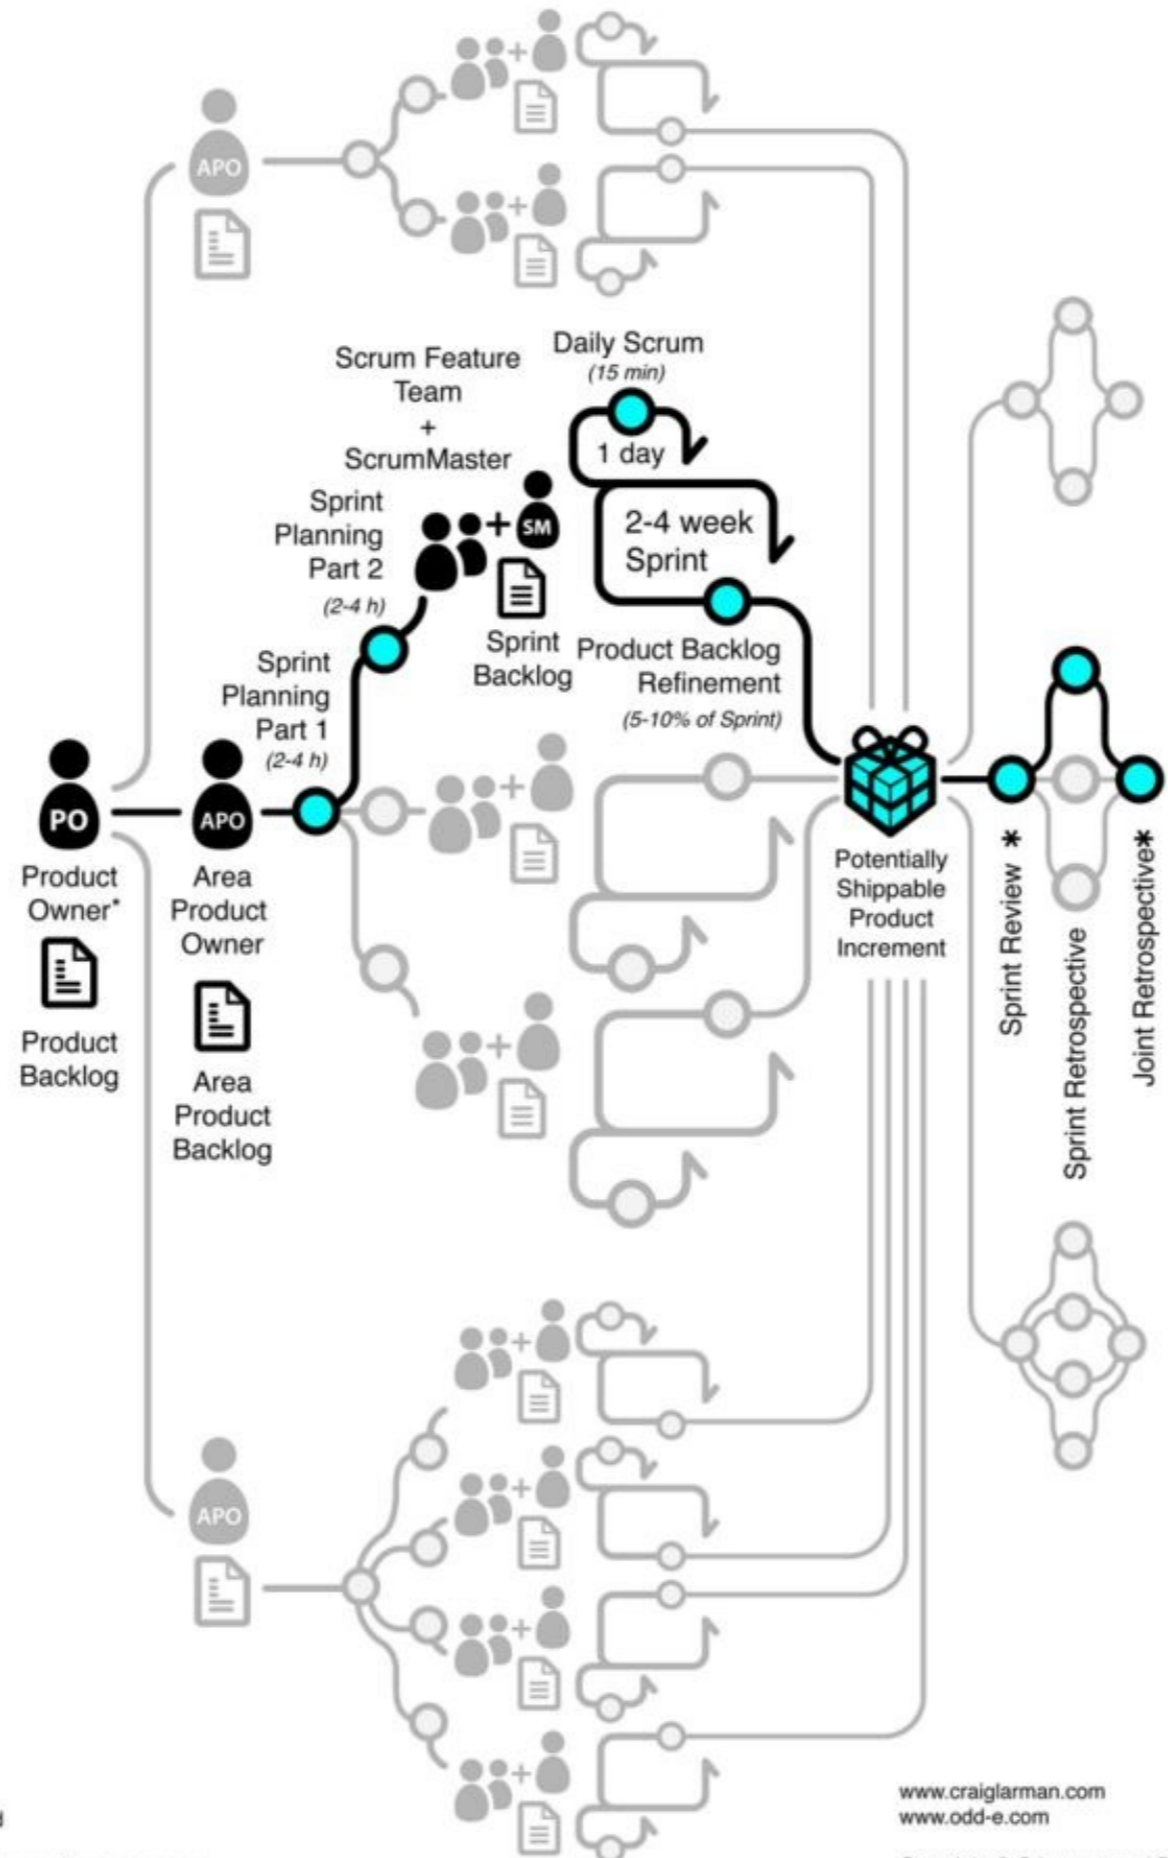 APO
Scrum Feature
Team
+
ScrumMaster
Daily Scrum
(15 min)
1 day
Sprint
Planning
Part 2
(2-4 h)
SM
2-4 week
Sprint
Sprint
Backlog
Product Backlog
Refinement
(5-10% of Sprint)
Sprint
Planning
Part 1
(2-4 h)
PO
APO
Product
Owner*
Area
Product
Owner
Product
Backlog
Area
Product
Backlog
Potentially
Shippable
Product
Increment
Sprint Review *
Sprint Retrospective
Joint Retrospective*
APO
www.craiglarman.com
www.odd-e.com